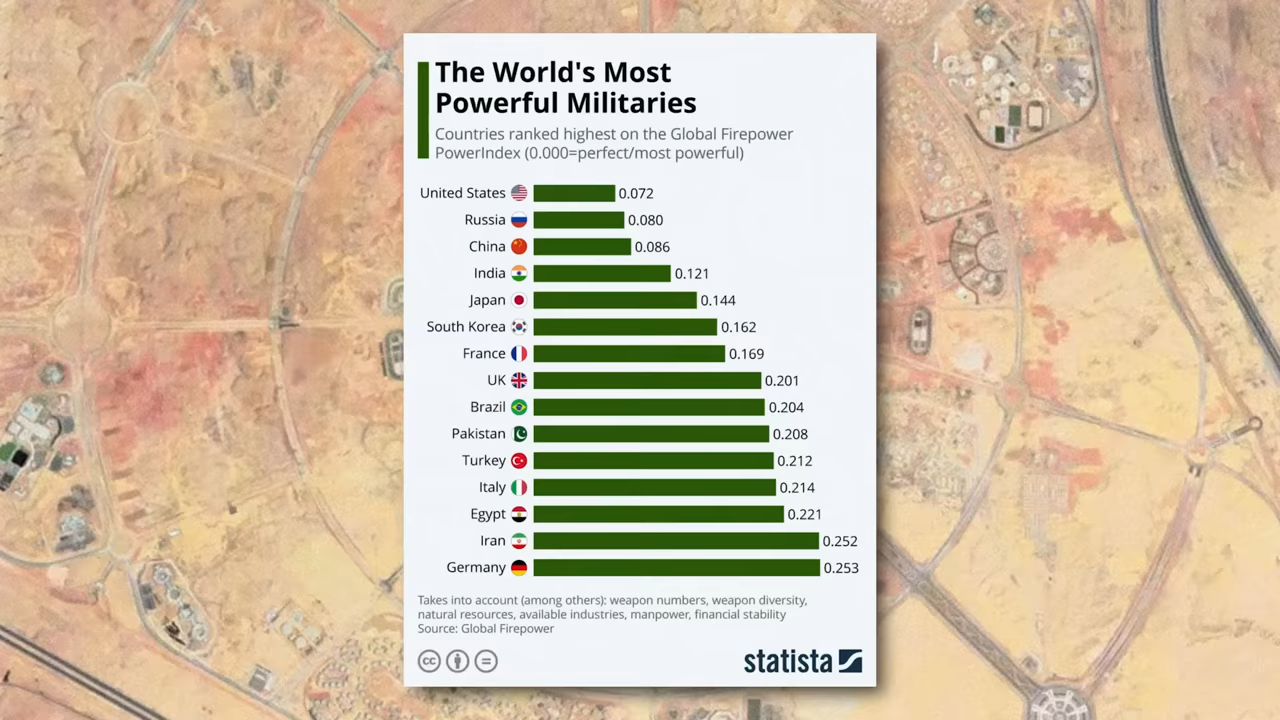 The World's Most
Powerful Militaries
Countries ranked highest on the Global Firepower
PowerIndex (0.000=perfect/most powerful)
United States 0.072
Russia 0.080
China 0.086
India 0.121
Japan 0.144
South Korea 0.162
France 0.169
UK 0.201
Brazil 0.204
Pakistan 0.208
Turkey 0.212
Italy 0.214
Egypt 0.221
Iran 0.252
Germany 0.253
Takes into account (among others): weapon numbers, weapon diversity,
natural resources, available industries, manpower, financial stability
Source: Global Firepower
cc
statista